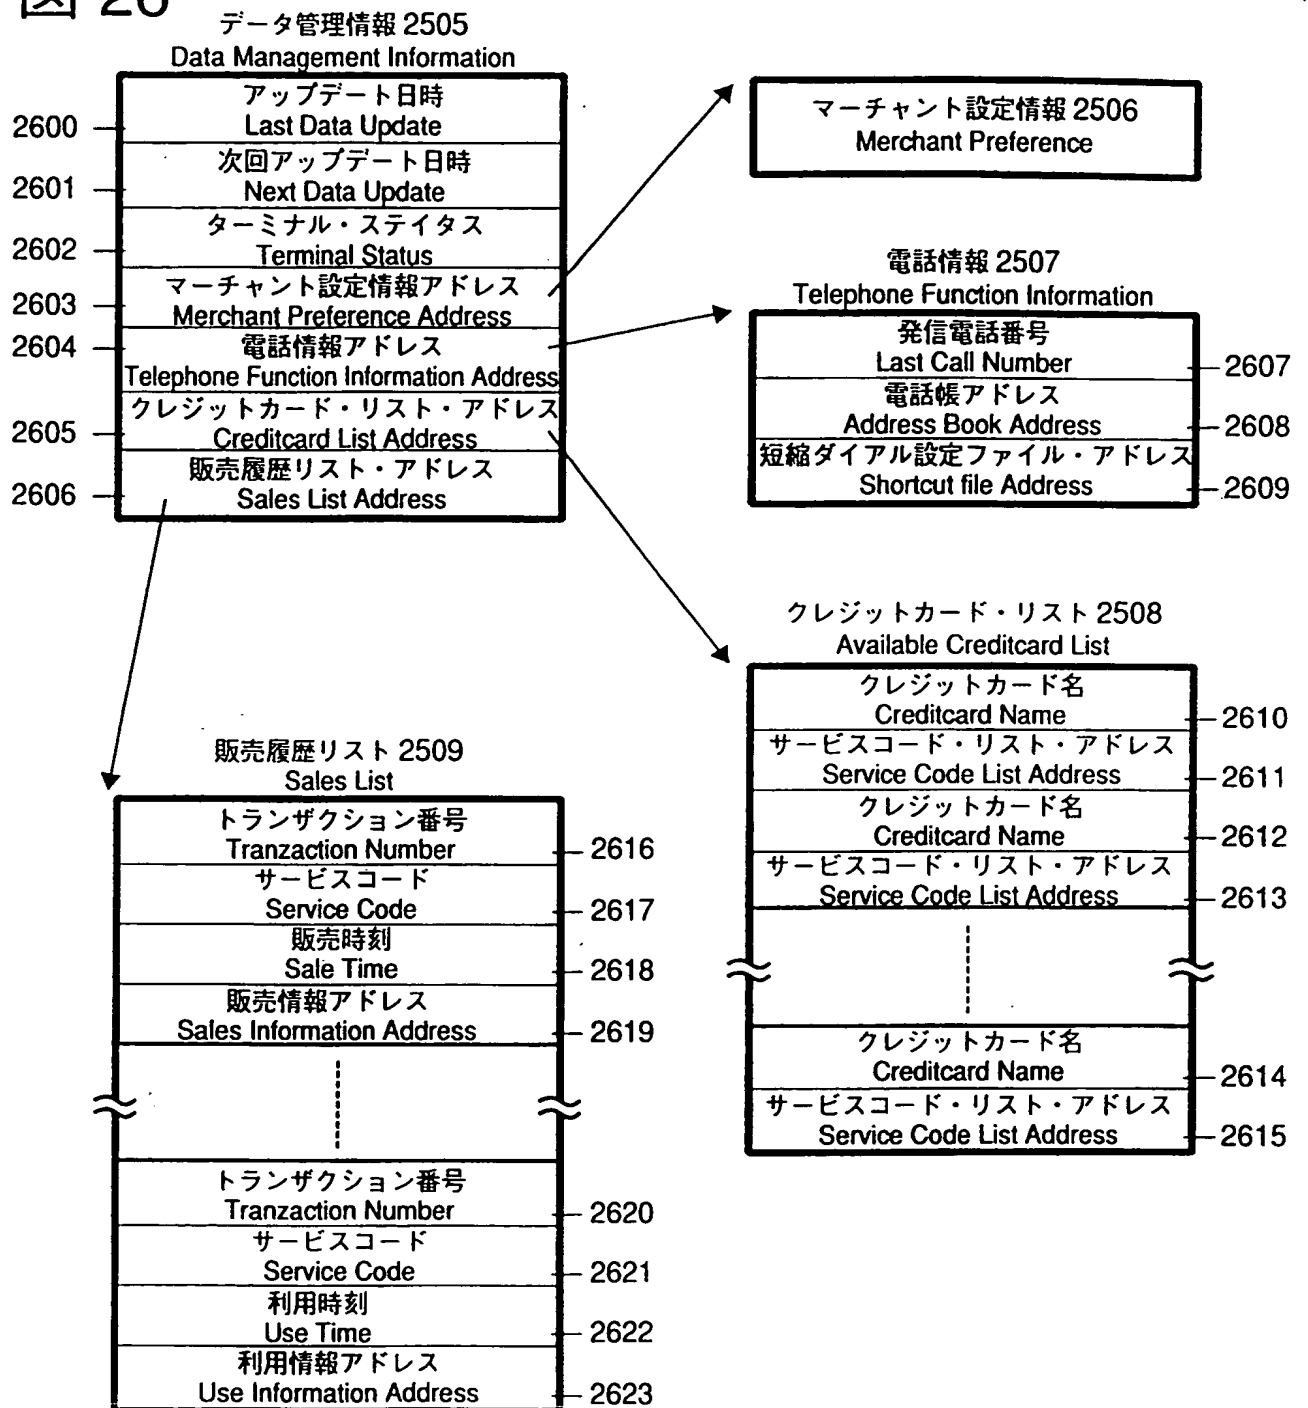 図 26
データ管理情報 2505
Data Management Information
アップデート日時
Last Data Update
2600
次回アップデート日時
Next Data Update
2601
ターミナル・ステイタス
Terminal Status
2602
マーチャント設定情報アドレス
Merchant Preference Address
2603
電話情報アドレス
Telephone Function Information Address
2604
クレジットカード・リスト・アドレス
Creditcard List Address
2605
販売履歴リスト・アドレス
Sales List Address
2606
マーチャント設定情報 2506
Merchant Preference
電話情報 2507
Telephone Function Information
発信電話番号
Last Call Number
2607
電話帳アドレス
Address Book Address
2608
短縮ダイアル設定ファイル・アドレス
Shortcut file Address
2609
クレジットカード・リスト 2508
Available Creditcard List
クレジットカード名
Creditcard Name
2610
サービスコード・リスト・アドレス
Service Code List Address
2611
クレジットカード名
Creditcard Name
2612
サービスコード・リスト・アドレス
Service Code List Address
2613
クレジットカード名
Creditcard Name
2614
サービスコード・リスト・アドレス
Service Code List Address
2615
販売履歴リスト 2509
Sales List
トランザクション番号
Tranzaction Number
2616
サービスコード
Service Code
2617
販売時刻
Sale Time
2618
販売情報アドレス
Sales Information Address
2619
トランザクション番号
Tranzaction Number
2620
サービスコード
Service Code
2621
利用時刻
Use Time
2622
利用情報アドレス
Use Information Address
2623